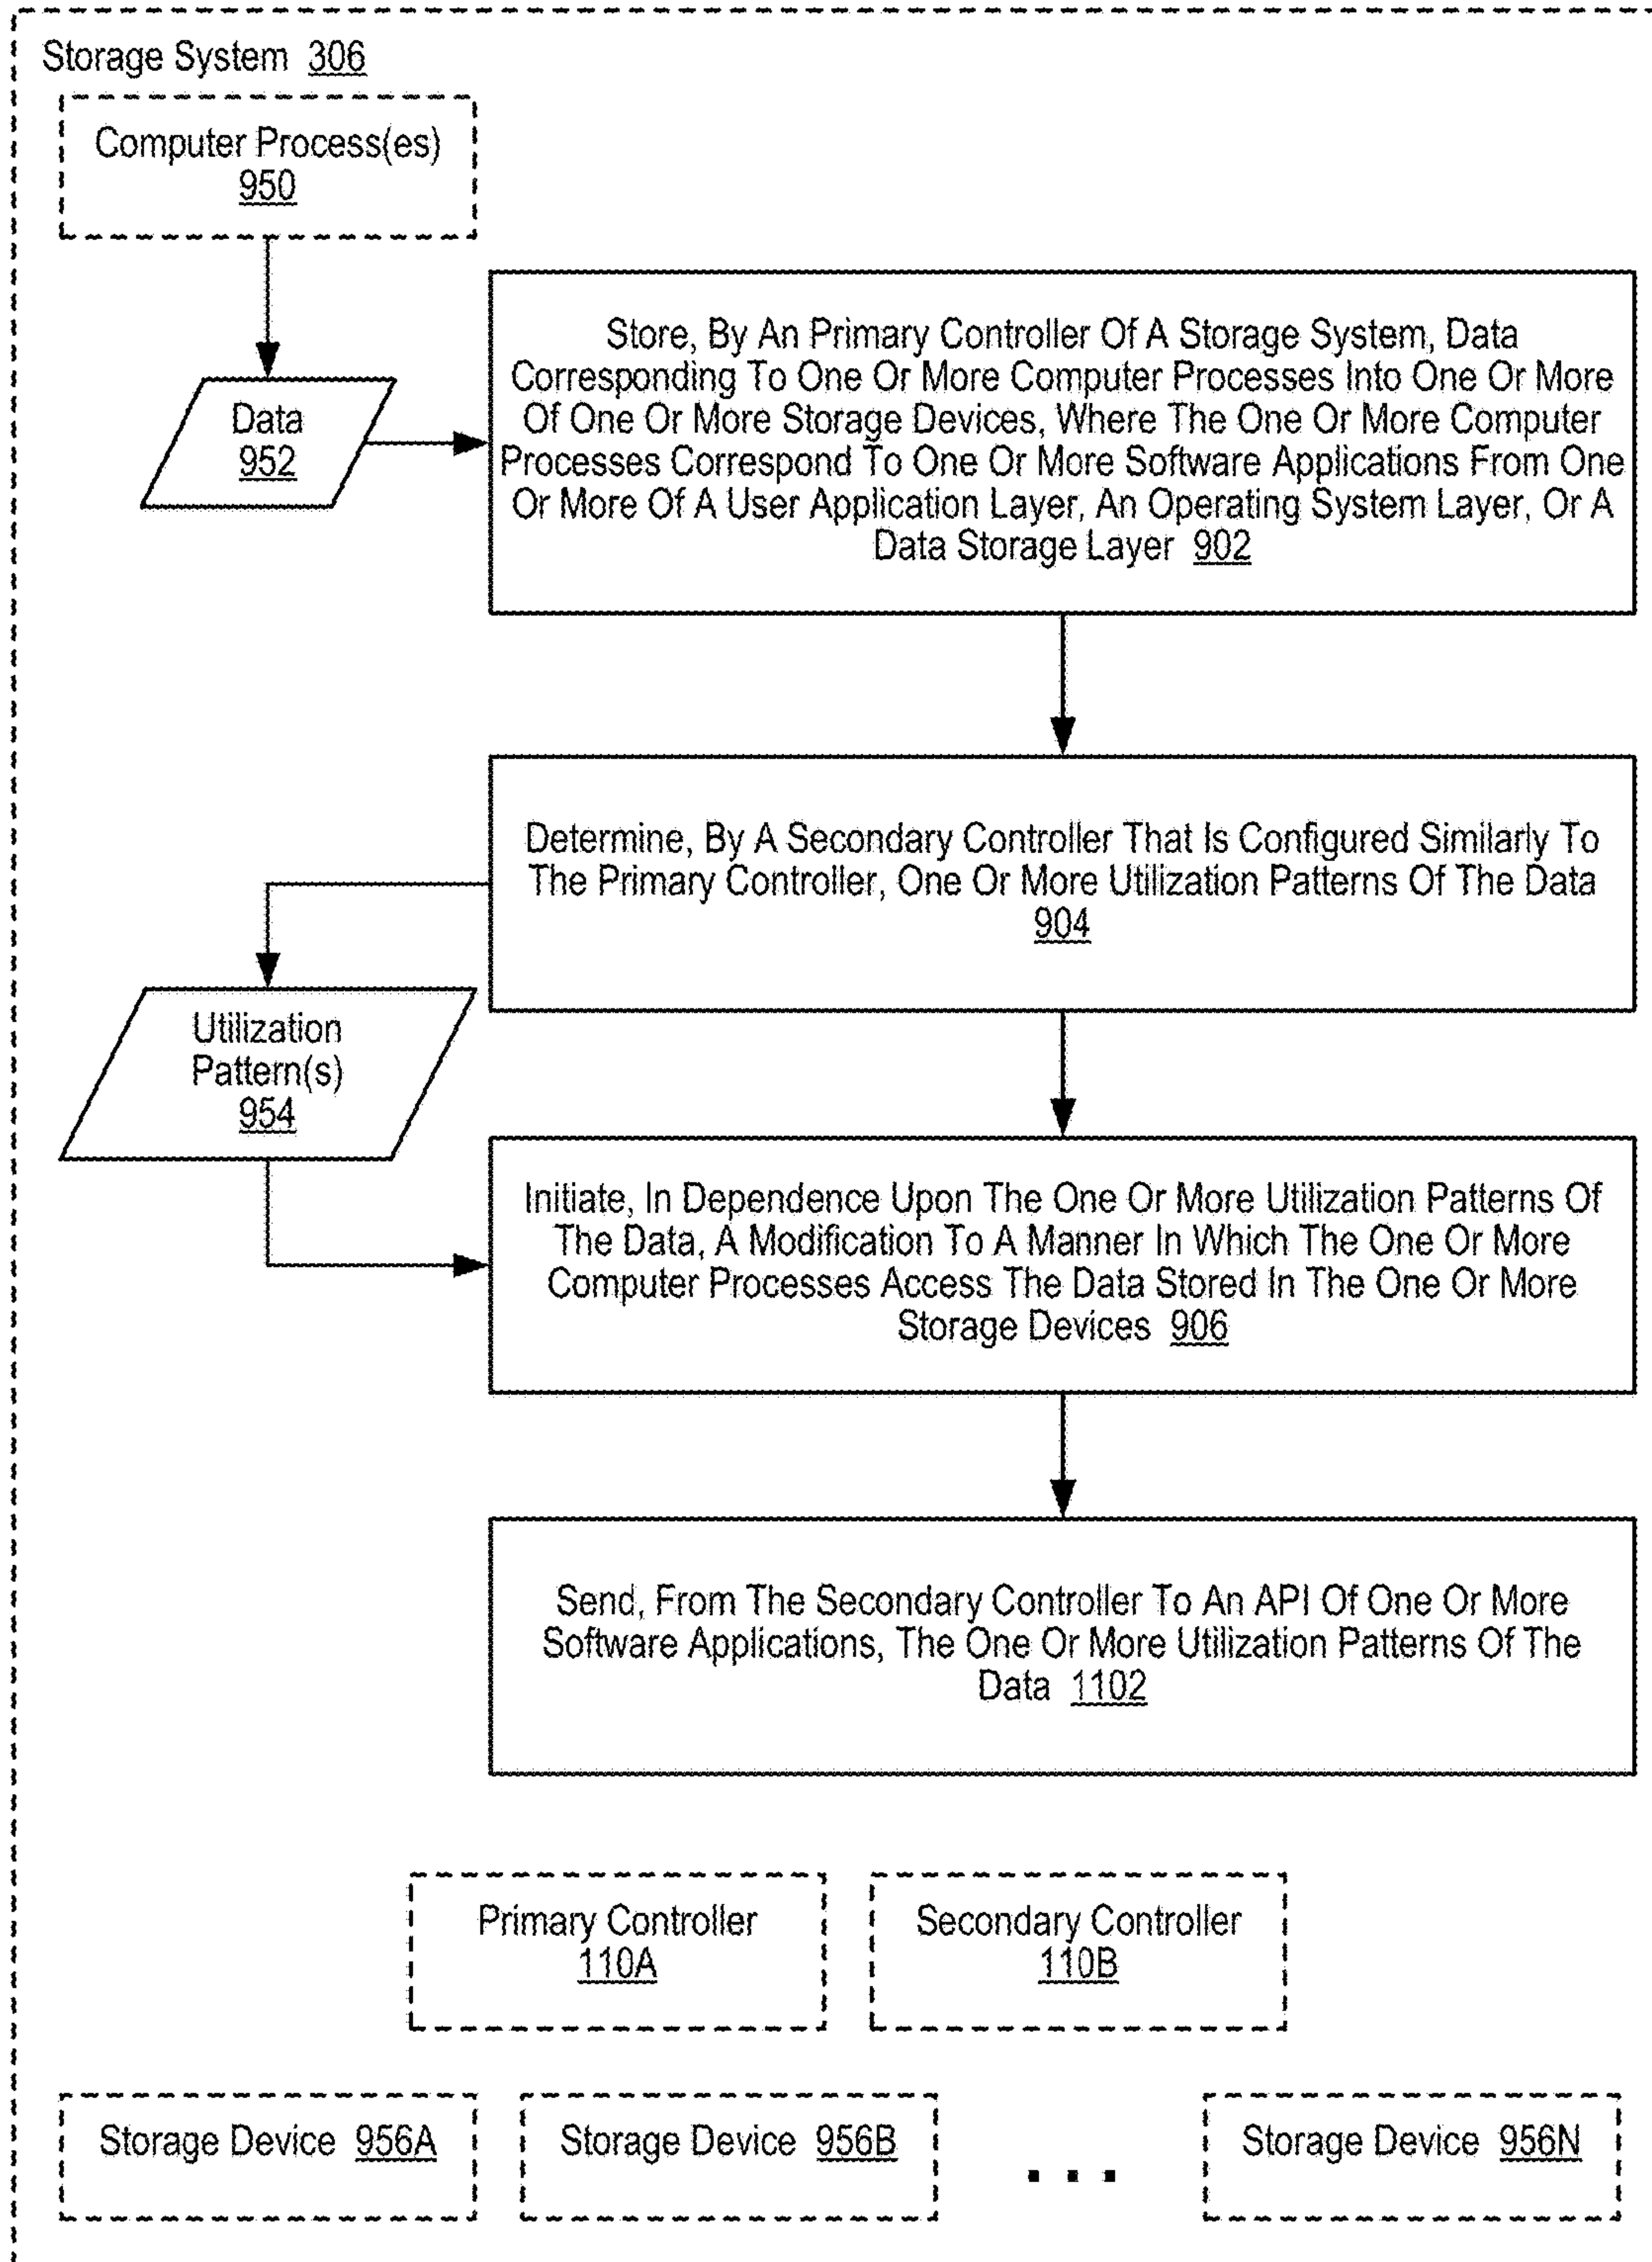 Storage System 306
Computer Process(es)
950
Data
952
Store, By An Primary Controller Of A Storage System, Data
Corresponding To One Or More Computer Processes Into One Or More
Of One Or More Storage Devices, Where The One Or More Computer
Processes Correspond To One Or More Software Applications From One
Or More Of A User Application Layer, An Operating System Layer, Or A
Data Storage Layer 902
Determine, By A Secondary Controller That Is Configured Similarly To
The Primary Controller, One Or More Utilization Patterns Of The Data
904
Utilization
Pattern(s)
954
Initiate, In Dependence Upon The One Or More Utilization Patterns Of
The Data, A Modification To A Manner In Which The One Or More
Computer Processes Access The Data Stored In The One Or More
Storage Devices 906
Send, From The Secondary Controller To An API Of One Or More
Software Applications, The One Or More Utilization Patterns Of The
Data 1102
Primary Controller
110A
Secondary Controller
110B
Storage Device 956A
Storage Device 956B
...
Storage Device 956N